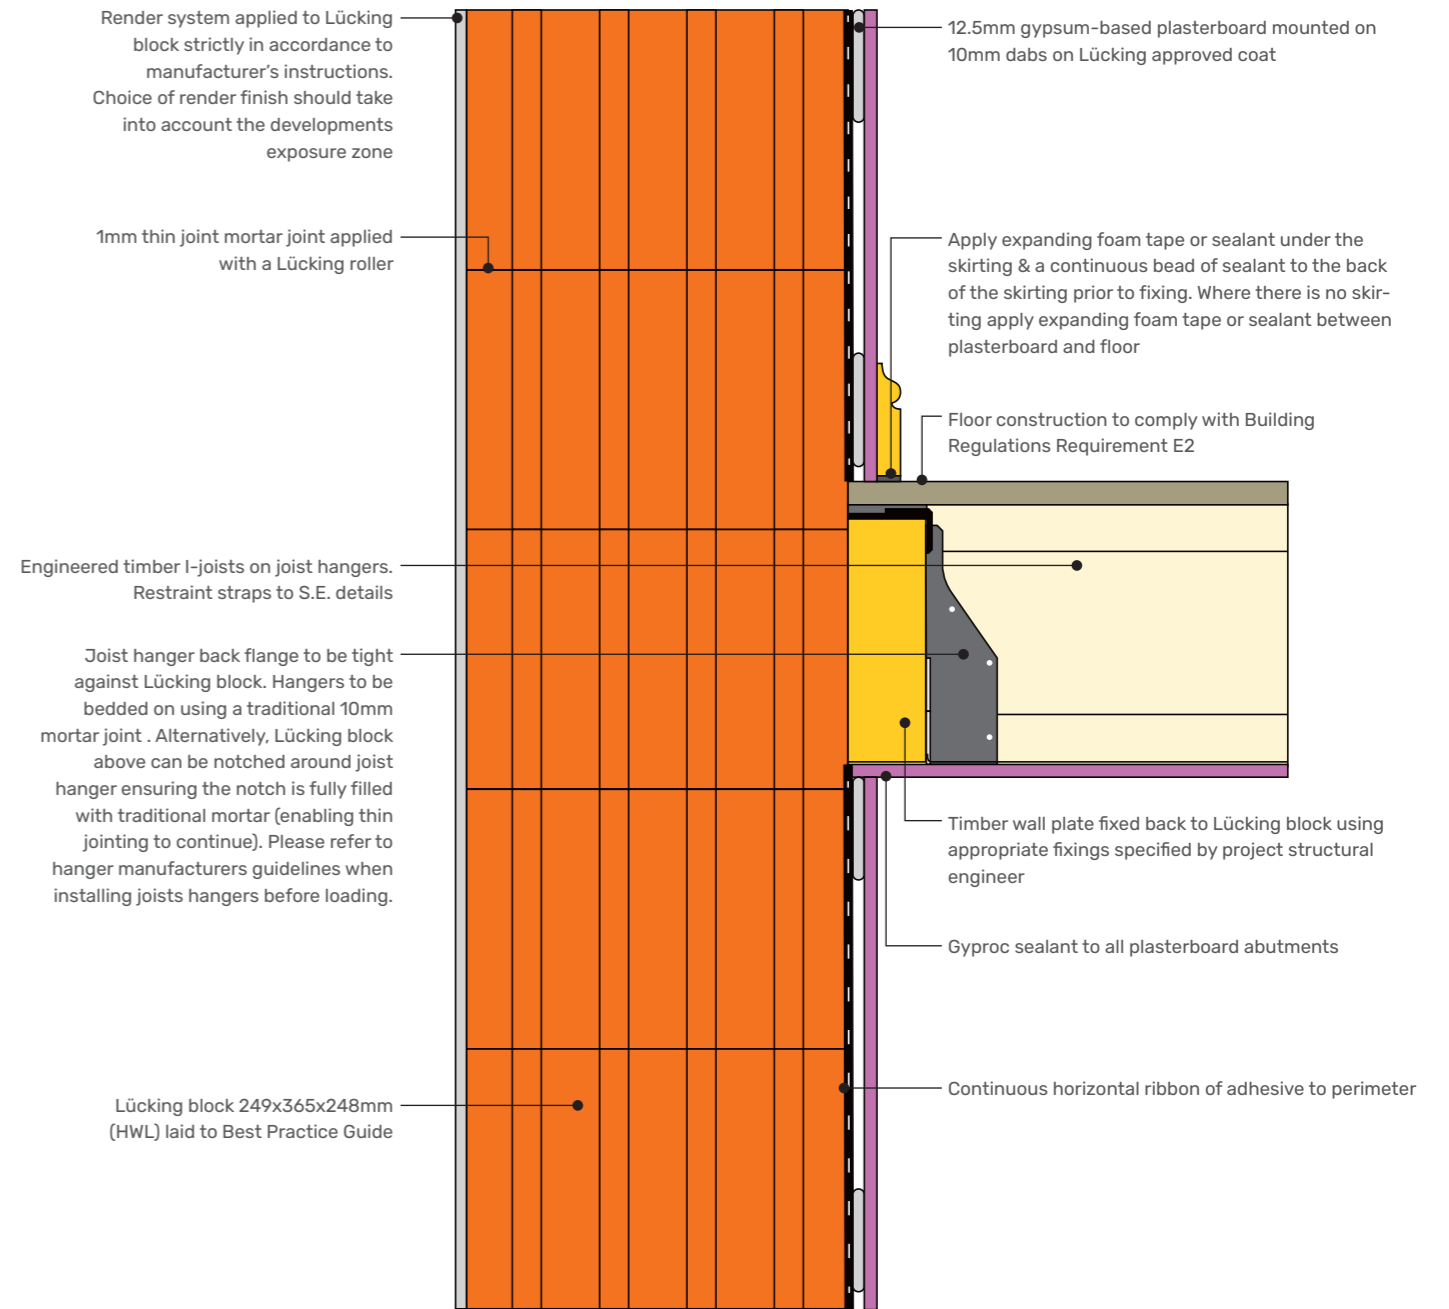 Render system applied to Lücking
block strictly in accordance to
manufacturer's instructions.
Choice of render finish should take
into account the developments
exposure zone
1mm thin joint mortar joint applied
with a Lücking roller
Engineered timber I-joists on joist hangers.
Restraint straps to S.E. details
Joist hanger back flange to be tight
against Lücking block. Hangers to be
bedded on using a traditional 10mm
mortar joint . Alternatively, Lücking block
above can be notched around joist
hanger ensuring the notch is fully filled
with traditional mortar (enabling thin
jointing to continue). Please refer to
hanger manufacturers guidelines when
installing joists hangers before loading.
Lücking block 249x365x248mm
(HWL) laid to Best Practice Guide
12.5mm gypsum-based plasterboard mounted on
10mm dabs on Lücking approved coat
Apply expanding foam tape or sealant under the
skirting & a continuous bead of sealant to the back
of the skirting prior to fixing. Where there is no skir-
ting apply expanding foam tape or sealant between
plasterboard and floor
Floor construction to comply with Building
Regulations Requirement E2
Timber wall plate fixed back to Lücking block using
appropriate fixings specified by project structural
engineer
Gyproc sealant to all plasterboard abutments
Continuous horizontal ribbon of adhesive to perimeter